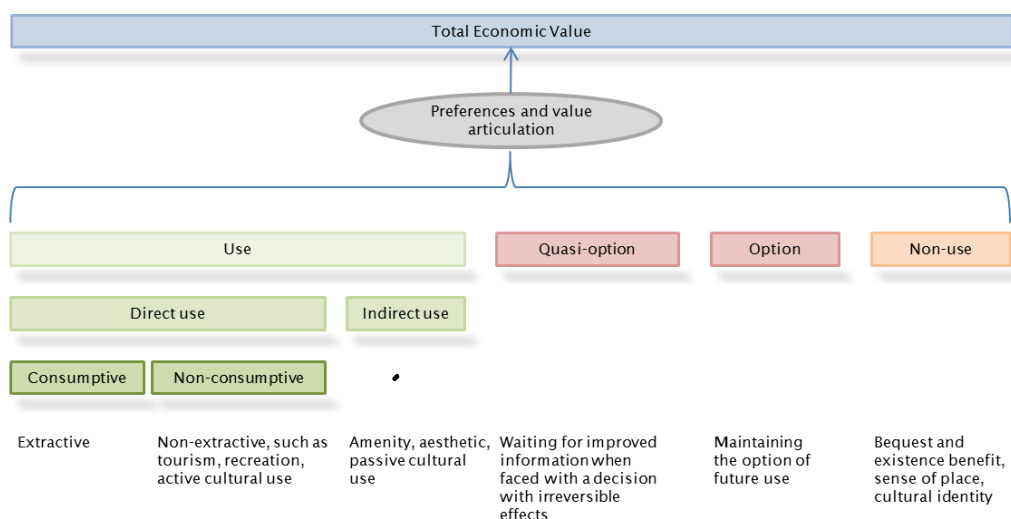 Total Economic Value
Preferences and value
articulation
Use
Quasi-option
Option
Non-use
Direct use
Indirect use
Consumptive
Non-consumptive
Extractive
Non-extractive, such as
tourism, recreation,
active cultural use
Amenity, aesthetic,
passive cultural
use
Waiting for improved
information when
faced with a decision
with irreversible
effects
Maintaining
the option of
future use
Bequest and
existence benefit,
sense of place,
cultural identity